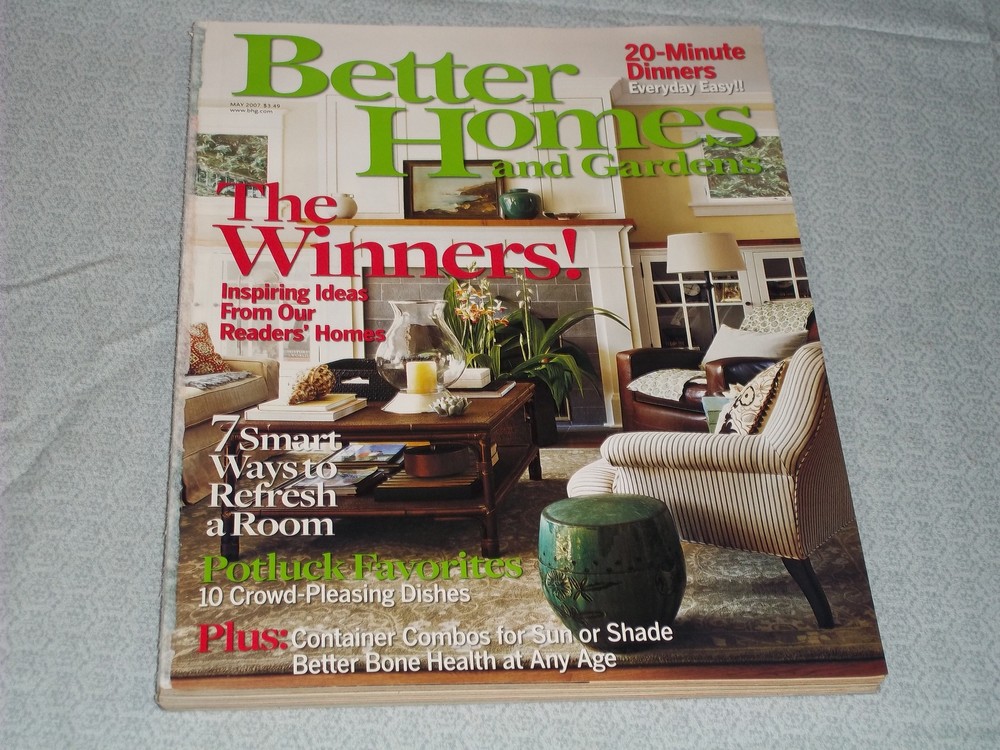 Better
Homes
and Gardens
20-Minute
Dinners
Everyday Easy!!
MAY 2007 $3.49
www.bhg.com
The
Winners!
Inspiring Ideas
From Our
Readers' Homes
7 Smart
Ways to
Refresh
a Room
Potluck Favorites
10 Crowd-Pleasing Dishes
Plus: Container Combos for Sun or Shade
Better Bone Health at Any Age